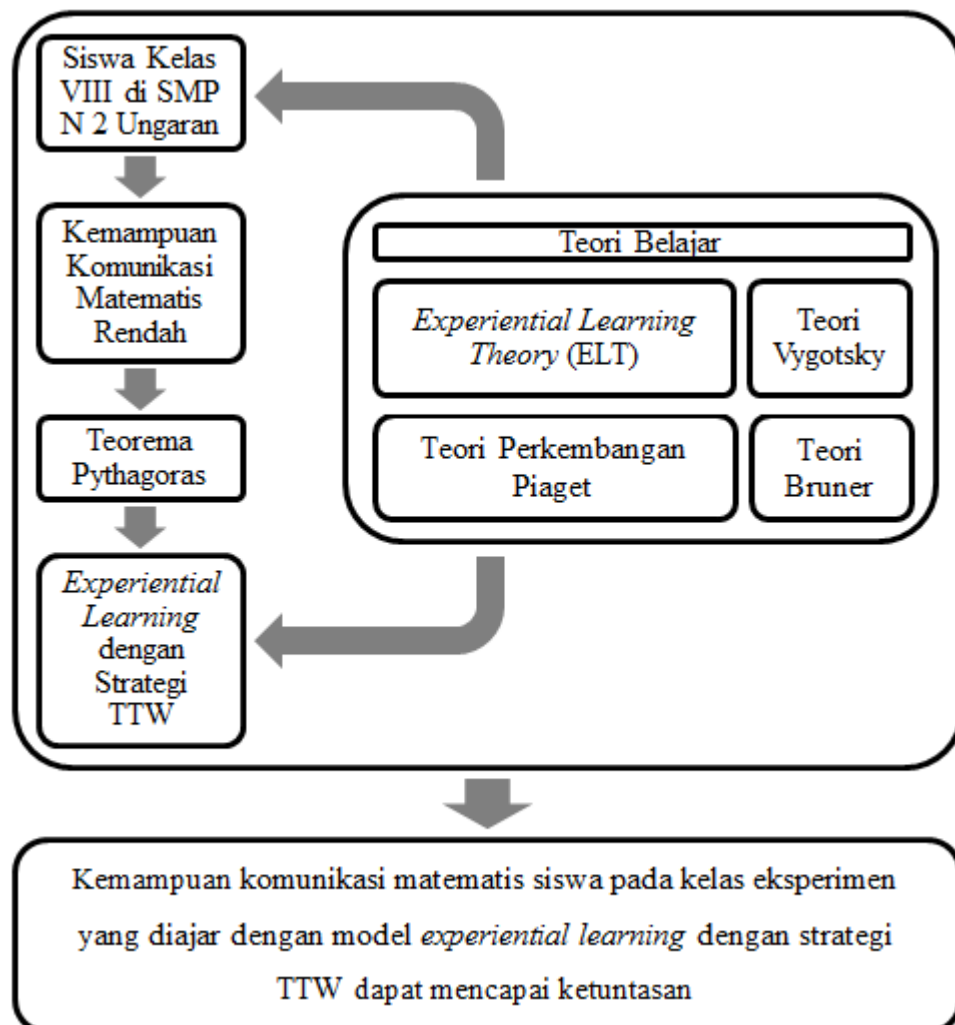 Siswa Kelas
VIII di SMP
N 2 Ungaran
Kemampuan
Komunikasi
Matematis
Rendah
Teorema
Pythagoras
Experiential
Learning
dengan
Strategi
TTW
Teori Belajar
Experiential Learning
Theory (ELT)
Teori
Vygotsky
Teori Perkembangan
Piaget
Teori
Bruner
Kemampuan komunikasi matematis siswa pada kelas eksperimen
yang diajar dengan model experiential learning dengan strategi
TTW dapat mencapai ketuntasan